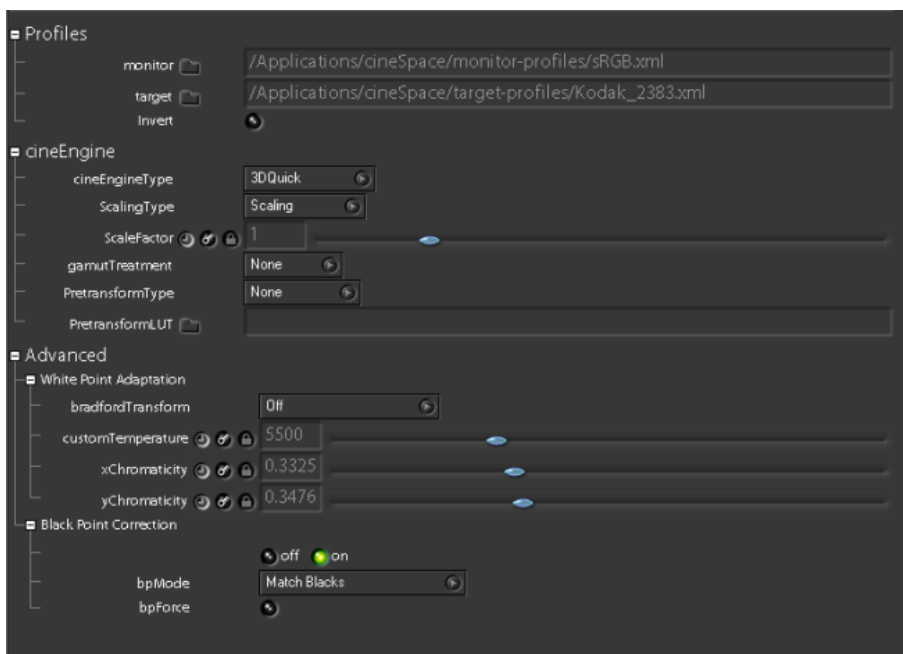 Profiles
monitor /Applications/cineSpace/monitor-profiles/sRGB.xml
target /Applications/cineSpace/target-profiles/Kodak_2383.xml
Invert
cineEngine
cineEngineType 3DQuick
ScalingType Scaling
ScaleFactor 1
gamutTreatment None
PretransformType None
PretransformLUT
Advanced
White Point Adaptation
bradfordTransform Off
customTemperature 5500
xChromaticity 0.3325
yChromaticity 0.3476
Black Point Correction
off on
bpMode Match Blacks
bpForce